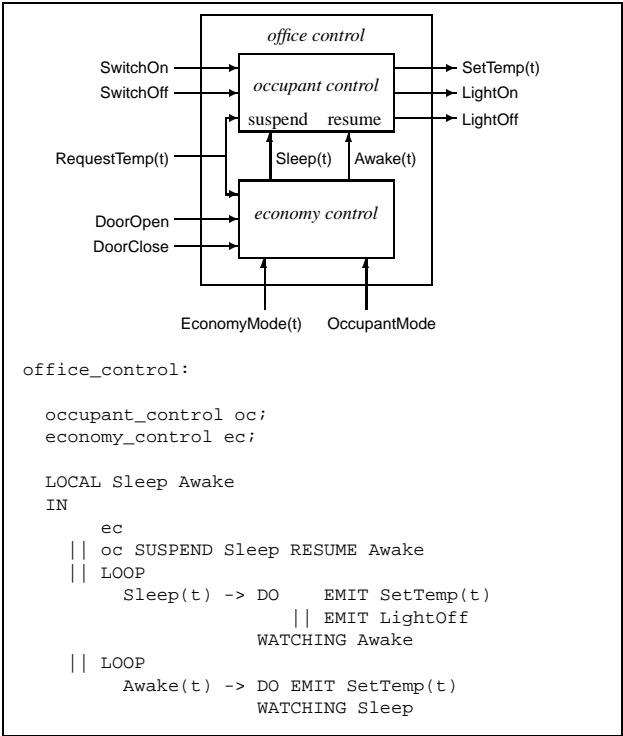 office control
SwitchOn
SetTemp(t)
occupant control
SwitchOff
LightOn
suspend resume
LightOff
RequestTemp(t)
Sleep(t)
Awake(t)
economy control
DoorOpen
DoorClose
EconomyMode(t) OccupantMode
office_control:
occupant_control oc;
economy_control ec;
LOCAL Sleep Awake
IN
ec
|| oc SUSPEND Sleep RESUME Awake
|| LOOP
Sleep(t) -> DO EMIT SetTemp(t)
|| EMIT LightOff
WATCHING Awake
|| LOOP
Awake(t) -> DO EMIT SetTemp(t)
WATCHING Sleep